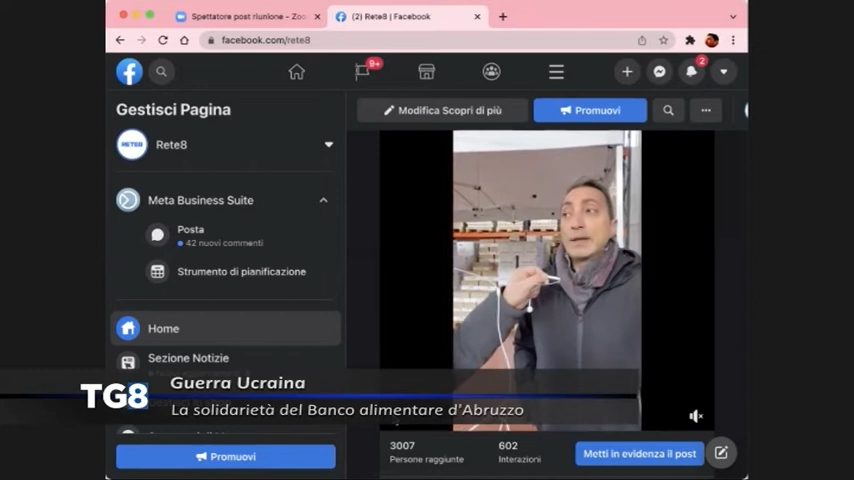 Spettatore post riunione - Zoo
(2) Rete8 | Facebook
facebook.com/rete8
9+
2
Gestisci Pagina
Modifica Scopri di più
Promuovi
RETE8
Rete8
Meta Business Suite
Posta
42 nuovi commenti
Strumento di pianificazione
Home
Sezione Notizie
TG8
Guerra Ucraina
La solidarietà del Banco alimentare d'Abruzzo
Promuovi
3007
Persone raggiunte
602
Interazioni
Metti in evidenza il post